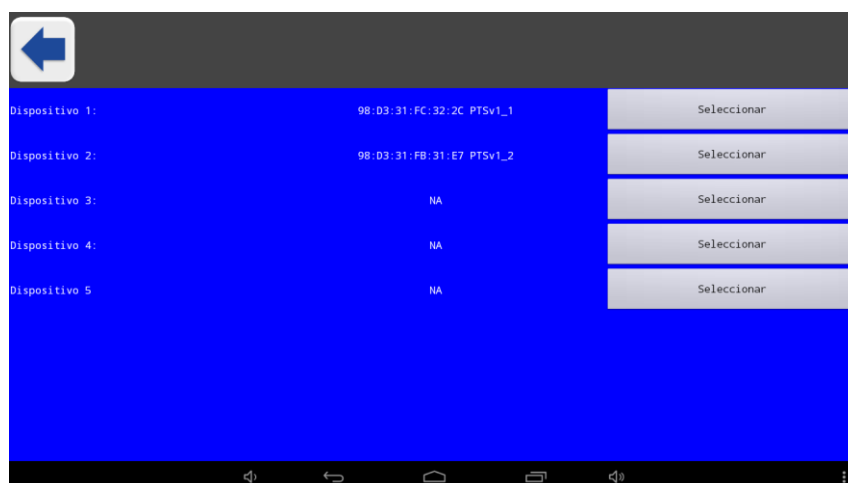 Dispositivo 1: 98:D3:31:FC:32:2C PTSv1_1 Seleccionar
Dispositivo 2: 98:D3:31:FB:31:E7 PTSv1_2 Seleccionar
Dispositivo 3: NA Seleccionar
Dispositivo 4: NA Seleccionar
Dispositivo 5 NA Seleccionar